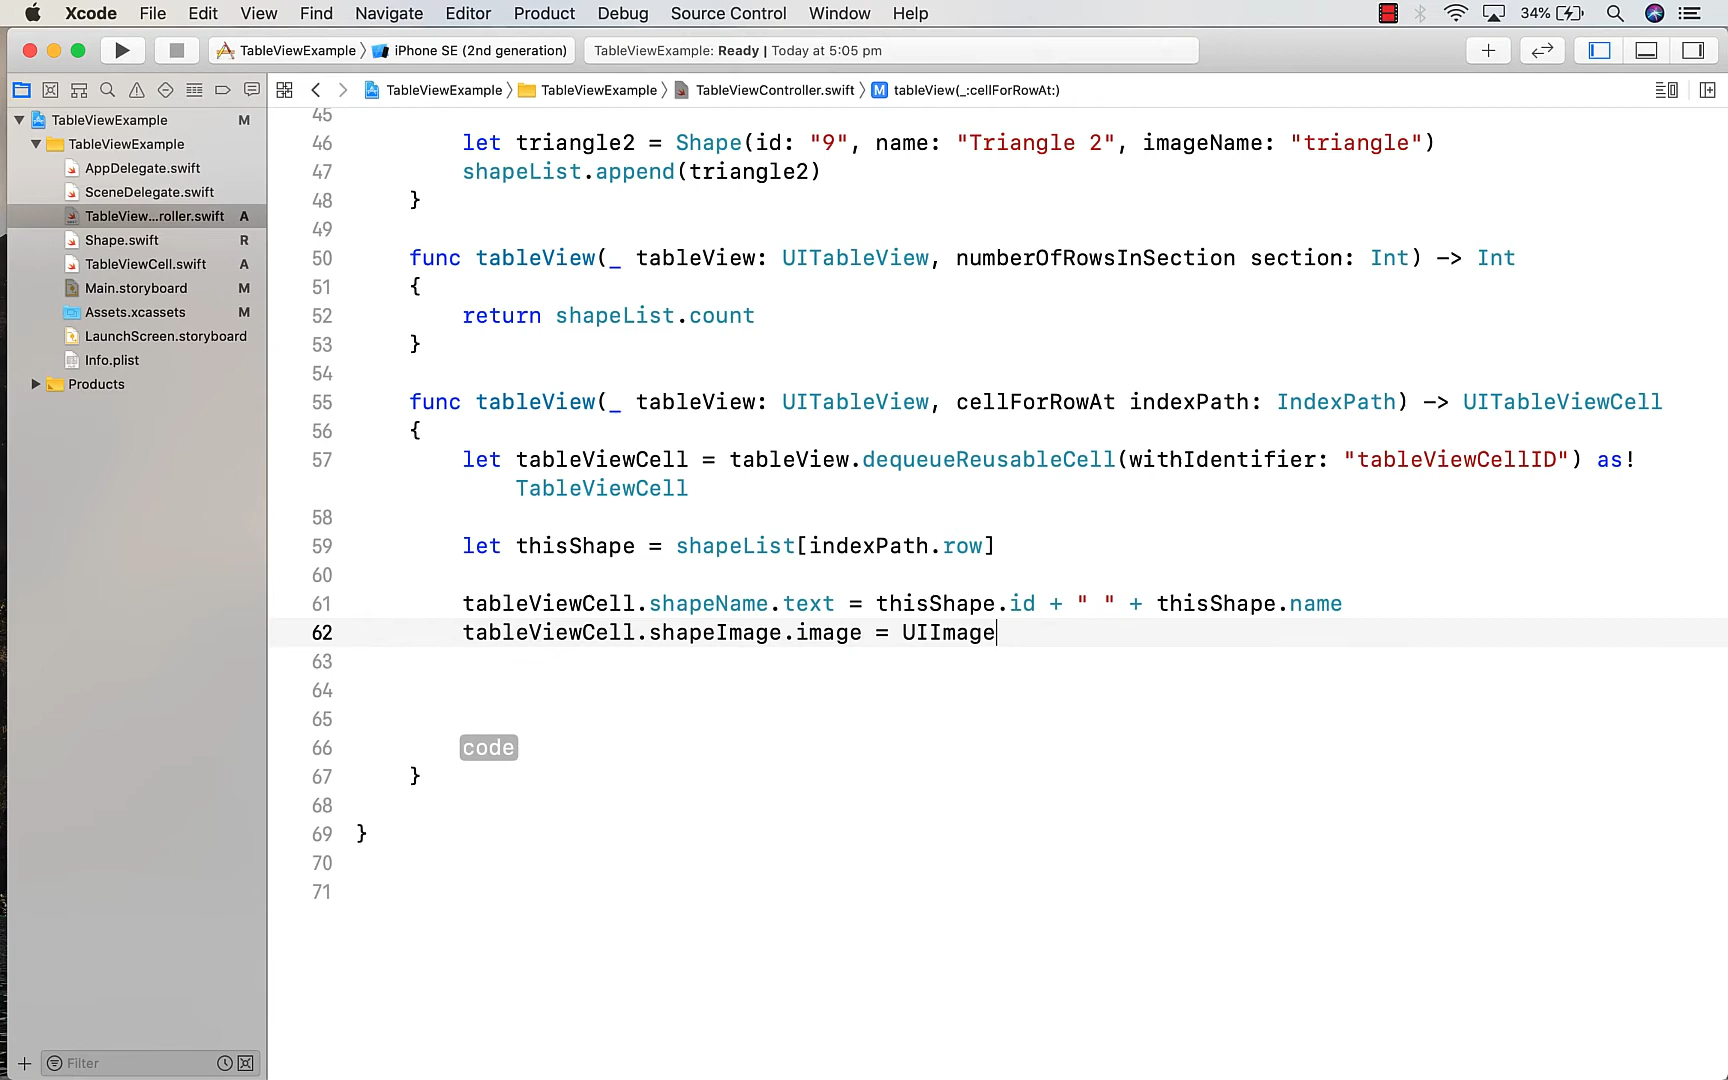 Xcode File Edit View Find Navigate Editor Product Debug Source Control Window Help 34%
TableViewExample iPhone SE (2nd generation) TableViewExample: Ready | Today at 5:05 pm
TableViewExample TableViewExample TableViewController.swift M tableView(_:cellForRowAt:)
TableViewExample M
TableViewExample
AppDelegate.swift
SceneDelegate.swift
TableView...roller.swift A
Shape.swift R
TableViewCell.swift A
Main.storyboard M
Assets.xcassets M
LaunchScreen.storyboard
Info.plist
Products
Filter
45
46 let triangle2 = Shape(id: "9", name: "Triangle 2", imageName: "triangle")
47 shapeList.append(triangle2)
48 }
49
50 func tableView(_ tableView: UITableView, numberOfRowsInSection section: Int) -> Int
51 {
52 return shapeList.count
53 }
54
55 func tableView(_ tableView: UITableView, cellForRowAt indexPath: IndexPath) -> UITableViewCell
56 {
57 let tableViewCell = tableView.dequeueReusableCell(withIdentifier: "tableViewCellID") as!
TableViewCell
58
59 let thisShape = shapeList[indexPath.row]
60
61 tableViewCell.shapeName.text = thisShape.id + " " + thisShape.name
62 tableViewCell.shapeImage.image = UIImage
63
64
65
66 code
67 }
68
69 }
70
71